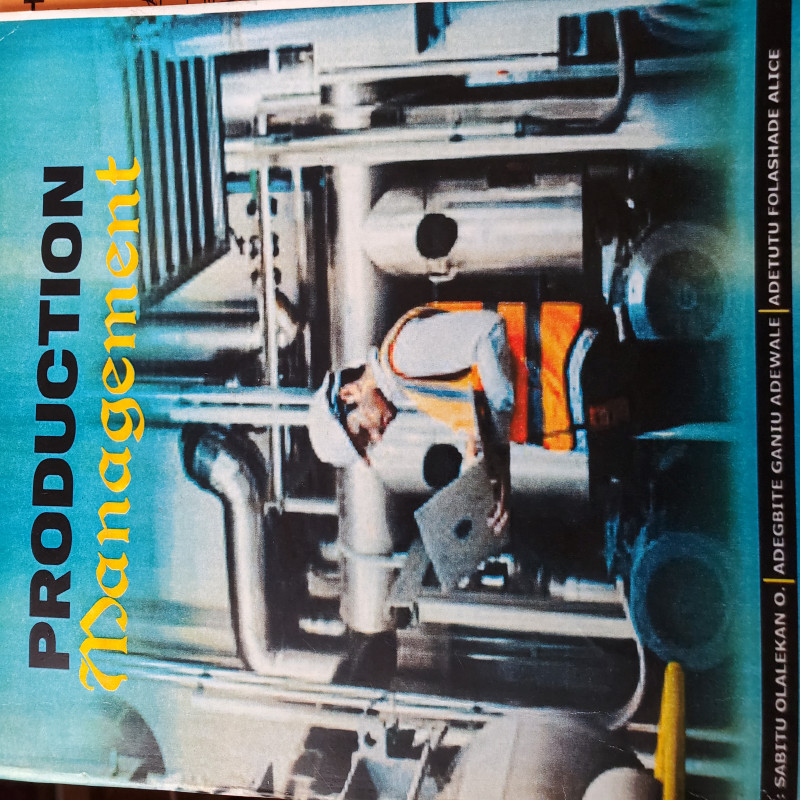 PRODUCTION
Management
: SABITU OLALEKAN O. | ADEGBITE GANIU ADEWALE | ADETUTU FOLASHADE ALICE